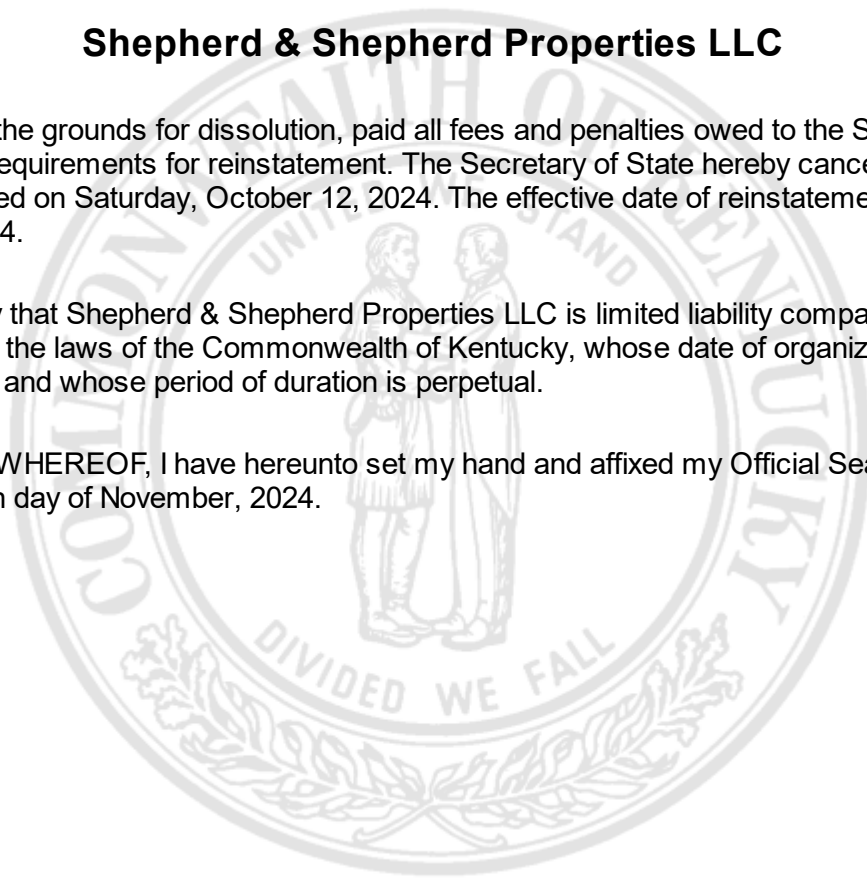 Shepherd & Shepherd Properties LLC
the grounds for dissolution, paid all fees and penalties owed to the S
equirements for reinstatement. The Secretary of State hereby cance
ed on Saturday, October 12, 2024. The effective date of reinstateme
4.
y that Shepherd & Shepherd Properties LLC is limited liability compa
the laws of the Commonwealth of Kentucky, whose date of organiz
and whose period of duration is perpetual.
WHEREOF, I have hereunto set my hand and affixed my Official Sea
h day of November, 2024.
COMMONWEALTH OF KENTUCKY
UNITED WE STAND
DIVIDED WE FALL